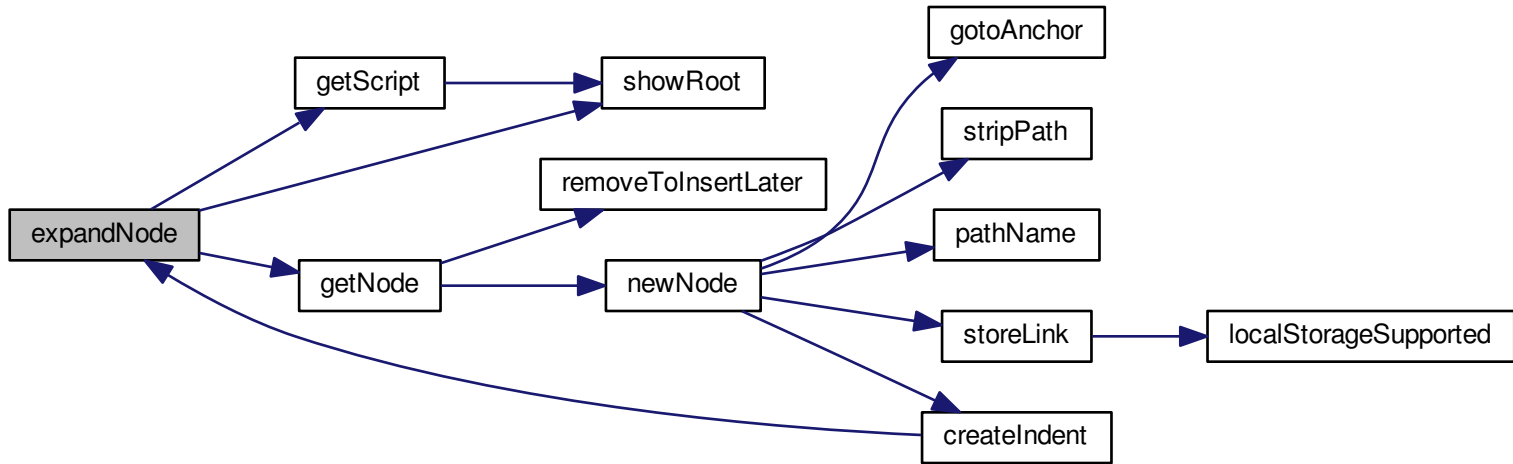 gotoAnchor
getScript
showRoot
stripPath
removeToInsertLater
expandNode
pathName
getNode
newNode
storeLink
localStorageSupported
createIndent